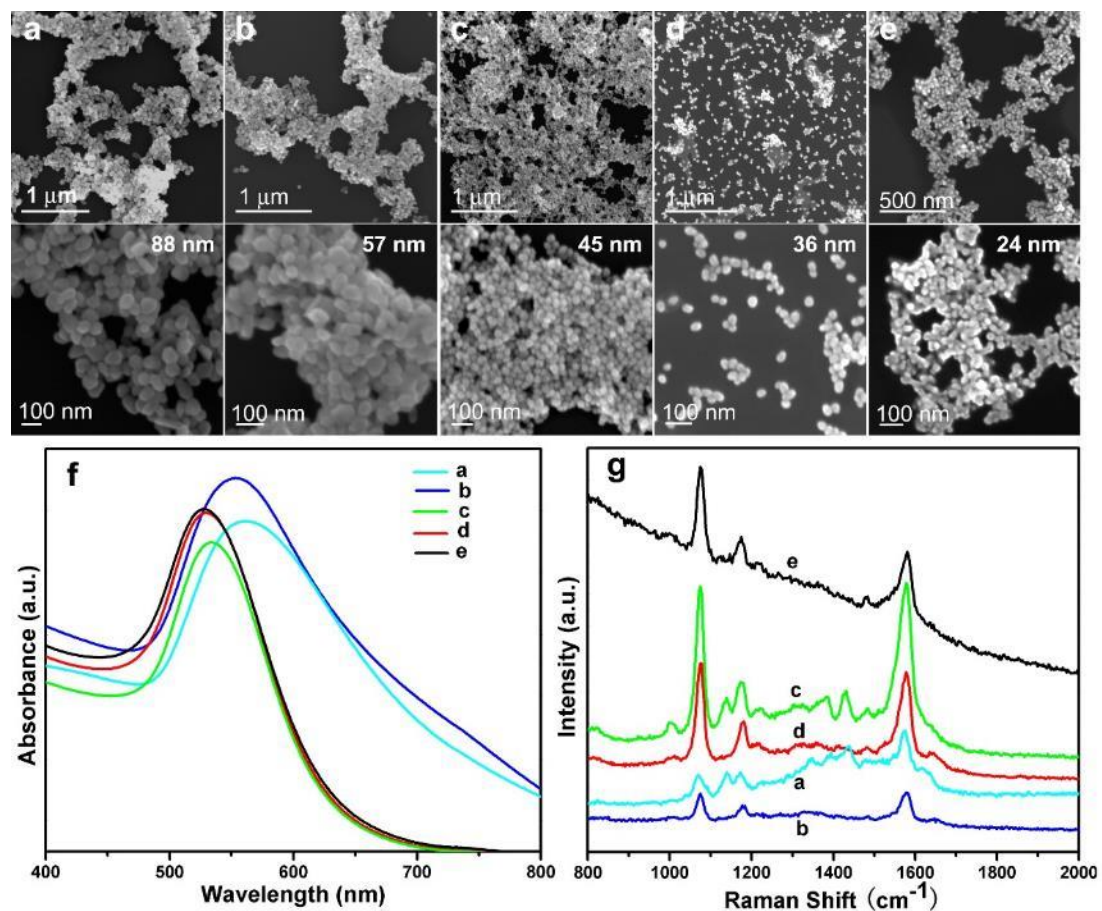 a b c d e
1 μm 1 μm 1 μm 1 μm 500 nm
88 nm 57 nm 45 nm 36 nm 24 nm
100 nm 100 nm 100 nm 100 nm 100 nm
f
a
b
c
d
e
Absorbance (a.u.)
400 500 600 700 800
Wavelength (nm)
g
e
c
d
a
b
Intensity (a.u.)
800 1000 1200 1400 1600 1800 2000
Raman Shift (cm⁻¹)